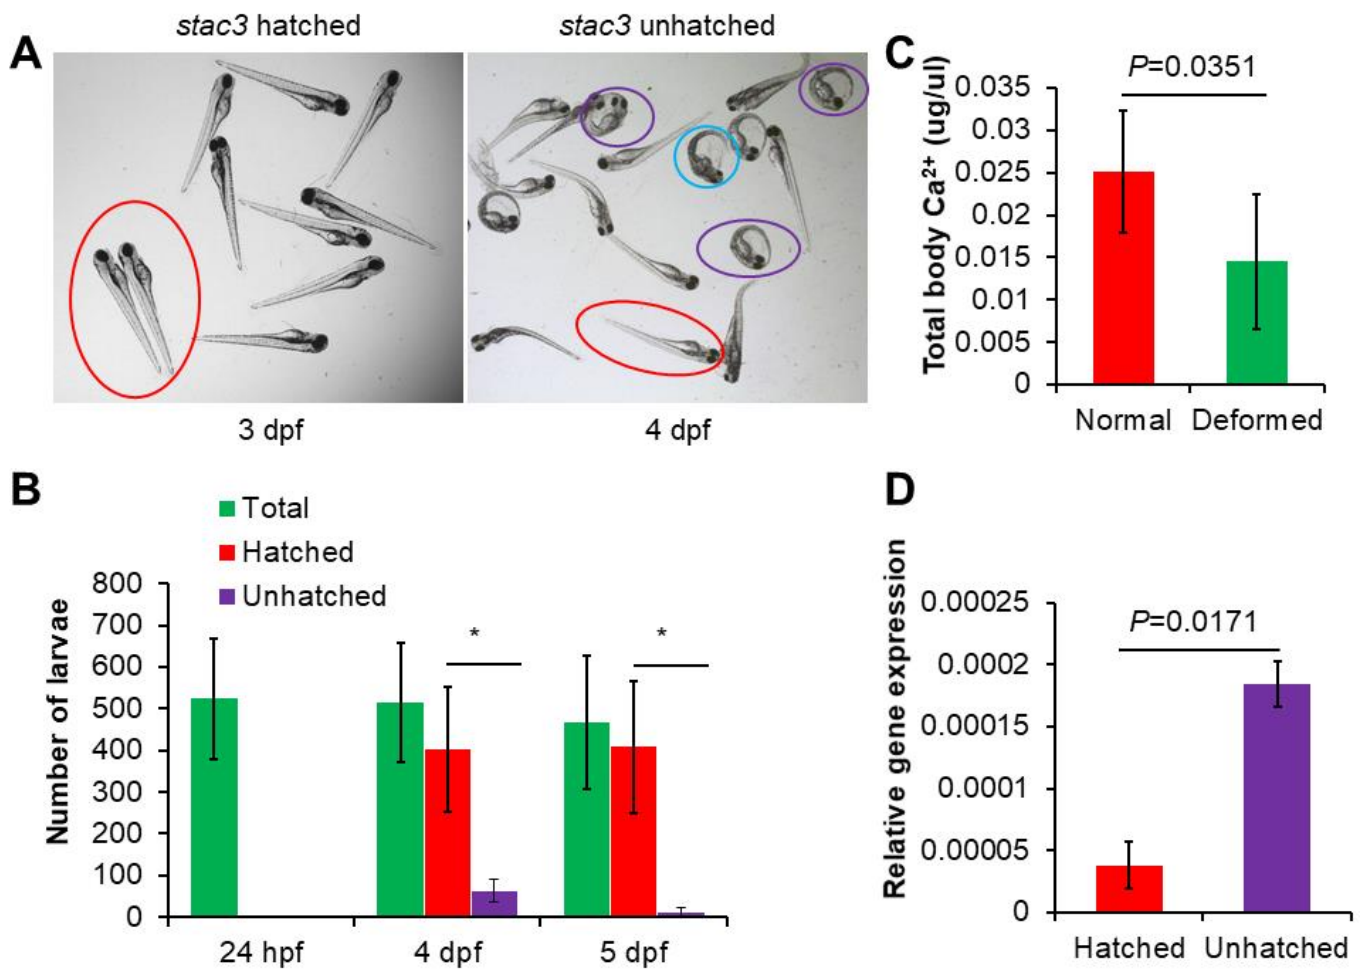 A
stac3 hatched
stac3 unhatched
3 dpf
4 dpf
C
P=0.0351
Total body Ca²⁺ (ug/ul)
0.035
0.03
0.025
0.02
0.015
0.01
0.005
0
Normal
Deformed
B
Total
Hatched
Unhatched
Number of larvae
800
700
600
500
400
300
200
100
0
*
*
24 hpf
4 dpf
5 dpf
D
P=0.0171
Relative gene expression
0.00025
0.0002
0.00015
0.0001
0.00005
0
Hatched
Unhatched